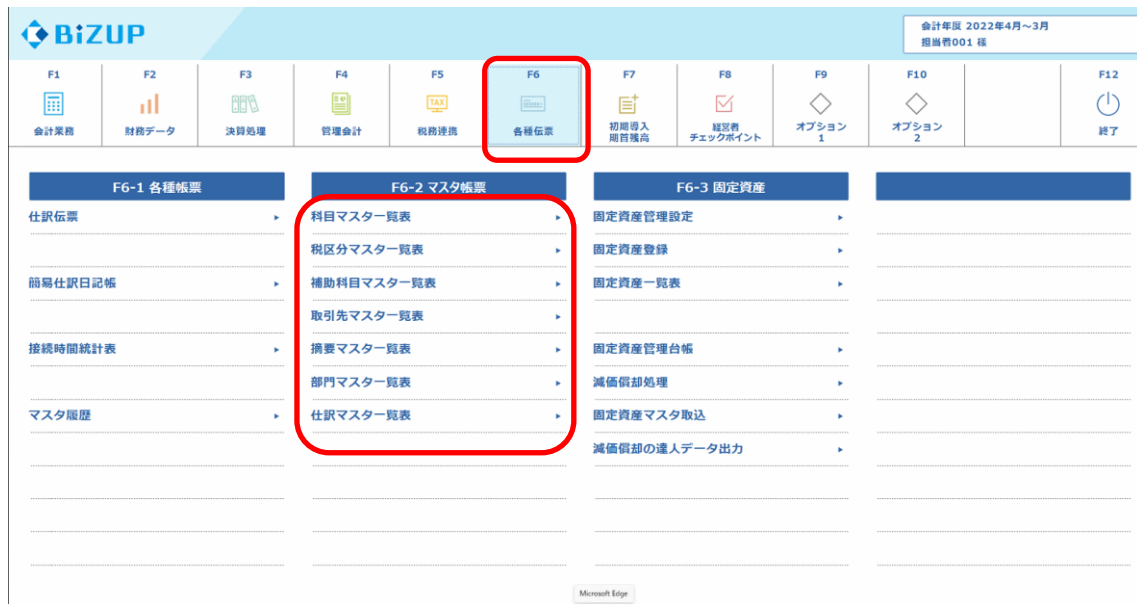 BiZUP
会計年度 2022年4月～3月
担当者001 様
F1
会計業務
F2
財務データ
F3
決算処理
F4
管理会計
F5
TAX
税務連携
F6
各種伝票
F7
初期導入
期首残高
F8
経営者
チェックポイント
F9
オプション
1
F10
オプション
2
F12
終了
F6-1 各種帳票
仕訳伝票
簡易仕訳日記帳
接続時間統計表
マスタ履歴
F6-2 マスタ帳票
科目マスター覧表
税区分マスター覧表
補助科目マスター覧表
取引先マスター覧表
摘要マスター覧表
部門マスター覧表
仕訳マスター覧表
F6-3 固定資産
固定資産管理設定
固定資産登録
固定資産一覧表
固定資産管理台帳
減価償却処理
固定資産マスタ取込
減価償却の達人データ出力
Microsoft Edge